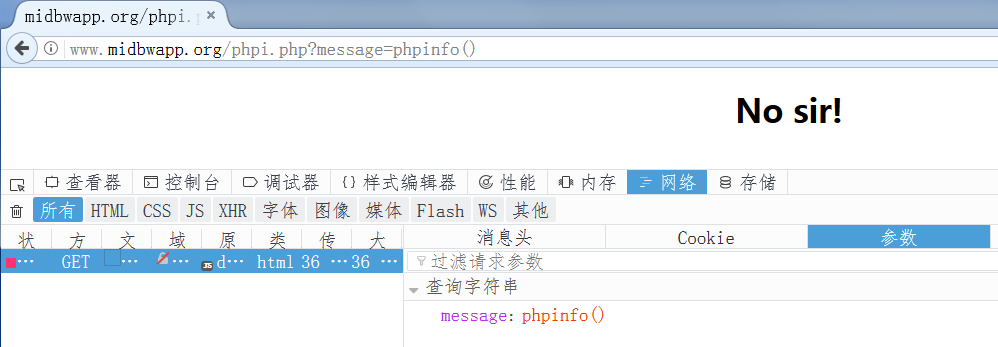 midbwapp.org/phpi.p
www.midbwapp.org/phpi.php?message=phpinfo()
No sir!
查看器 控制台 调试器 {} 样式编辑器 性能 内存 网络 存储
所有 HTML CSS JS XHR 字体 图像 媒体 Flash WS 其他
状 方 文 域 原 类 传 大 消息头 Cookie 参数
… GET … … JS d… html 36 … 36 … 过滤请求参数
查询字符串
message: phpinfo()